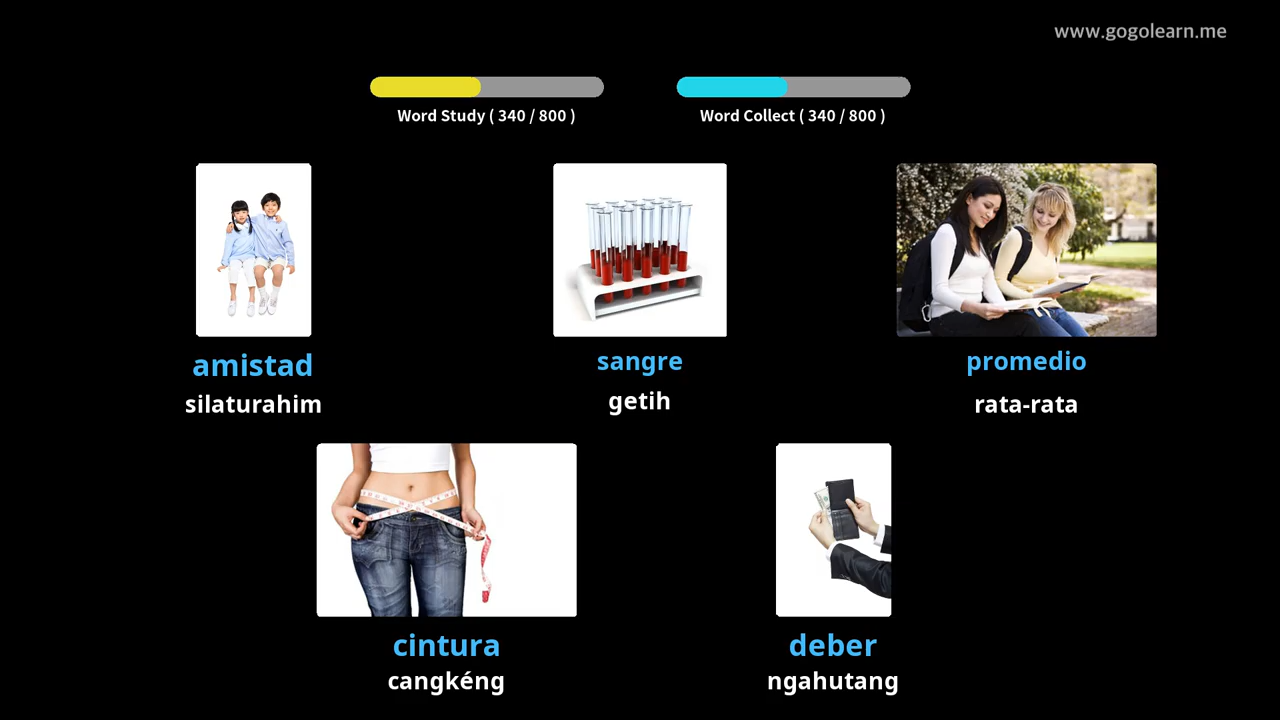 www.gogolearn.me
Word Study ( 340 / 800 )
Word Collect ( 340 / 800 )
amistad
silaturahim
sangre
getih
promedio
rata-rata
cintura
cangkéng
deber
ngahutang